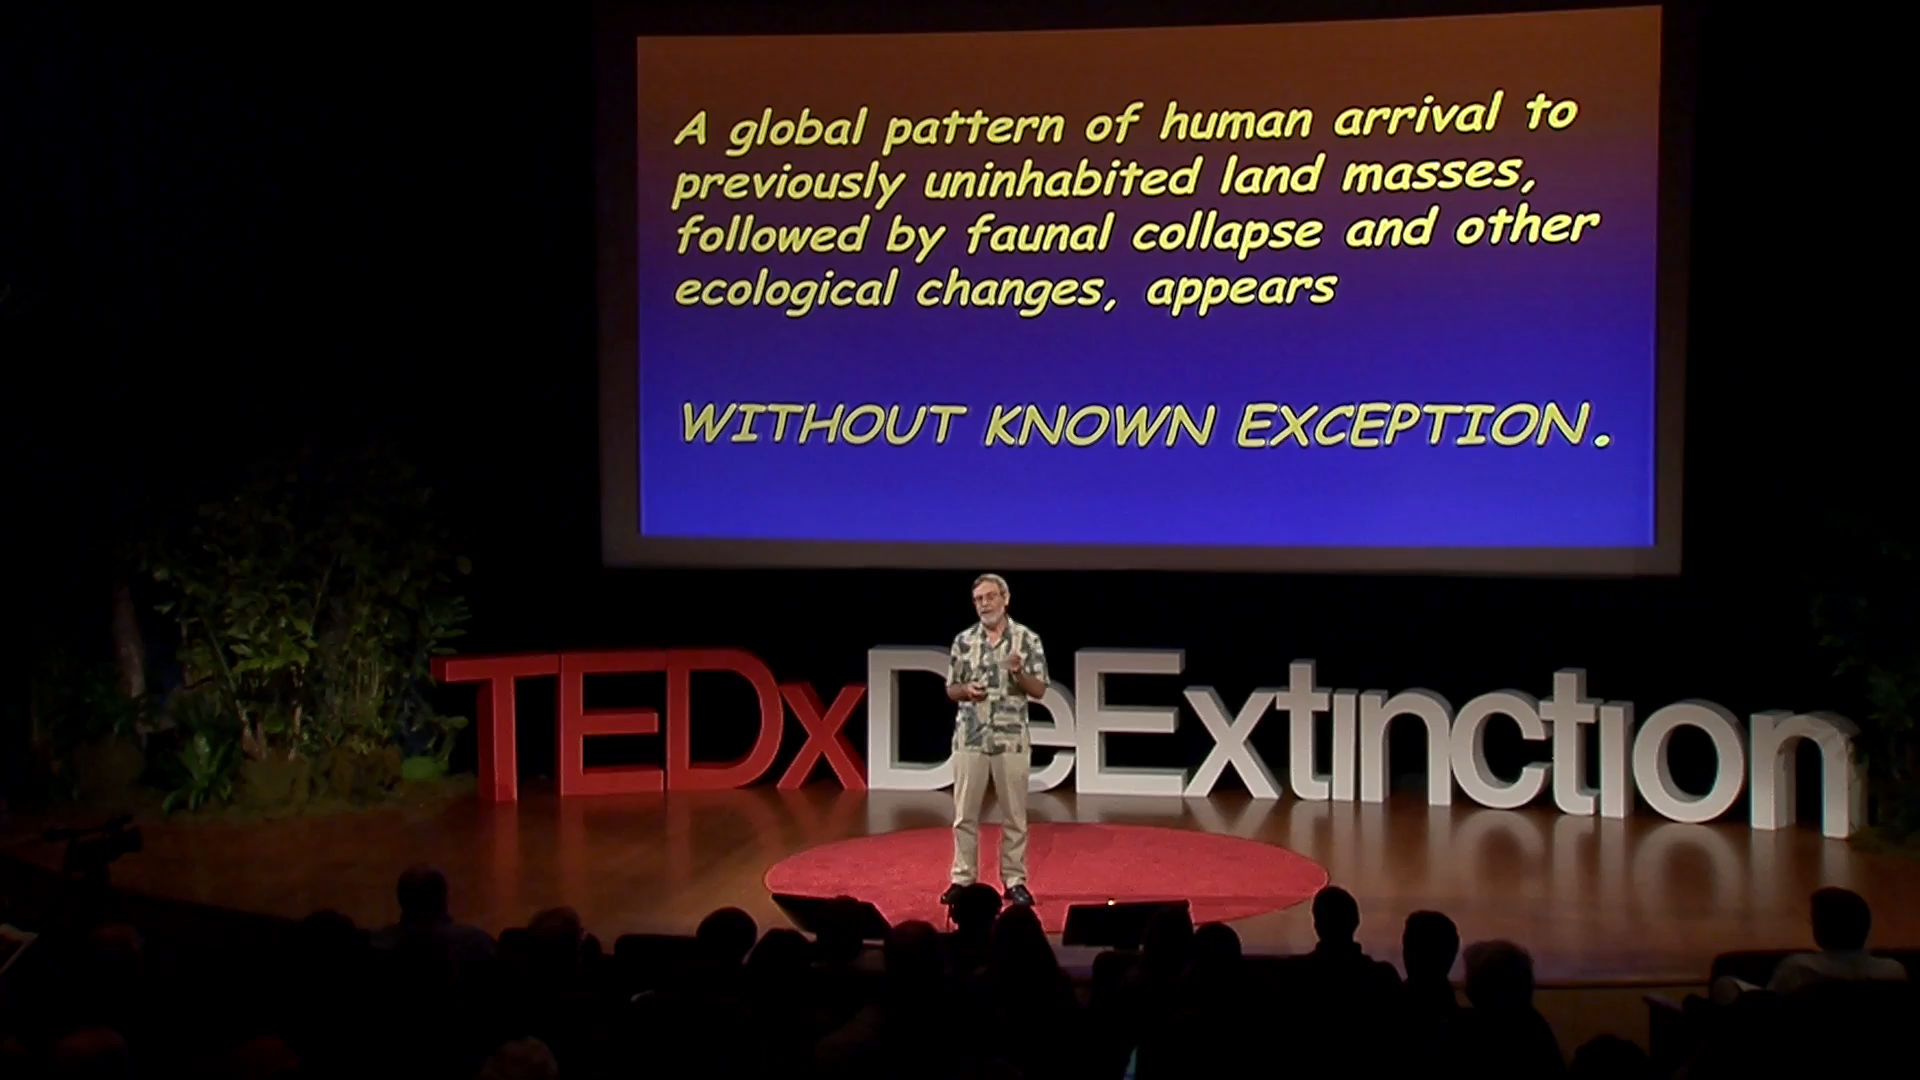 A global pattern of human arrival to
previously uninhabited land masses,
followed by faunal collapse and other
ecological changes, appears
WITHOUT KNOWN EXCEPTION.
TEDxDeExtinction